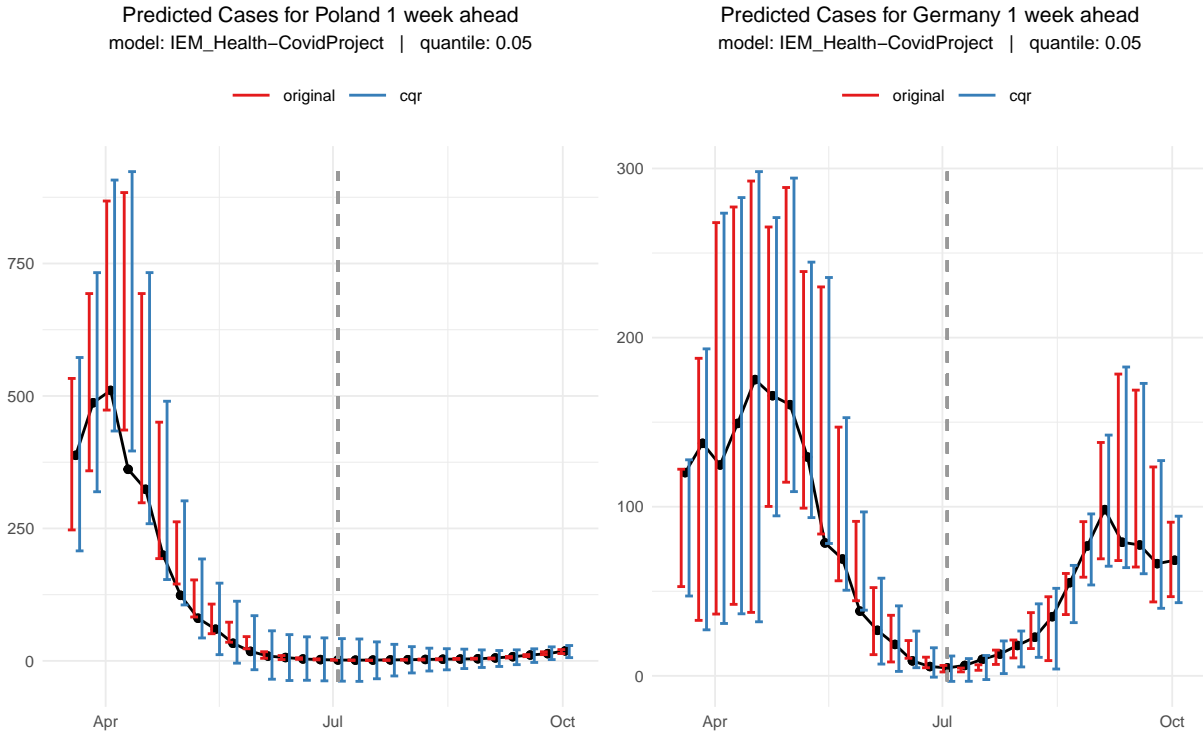 Predicted Cases for Poland 1 week ahead
model: IEM_Health−CovidProject | quantile: 0.05
original cqr
750
500
250
0
Apr Jul Oct
Predicted Cases for Germany 1 week ahead
model: IEM_Health−CovidProject | quantile: 0.05
original cqr
300
200
100
0
Apr Jul Oct